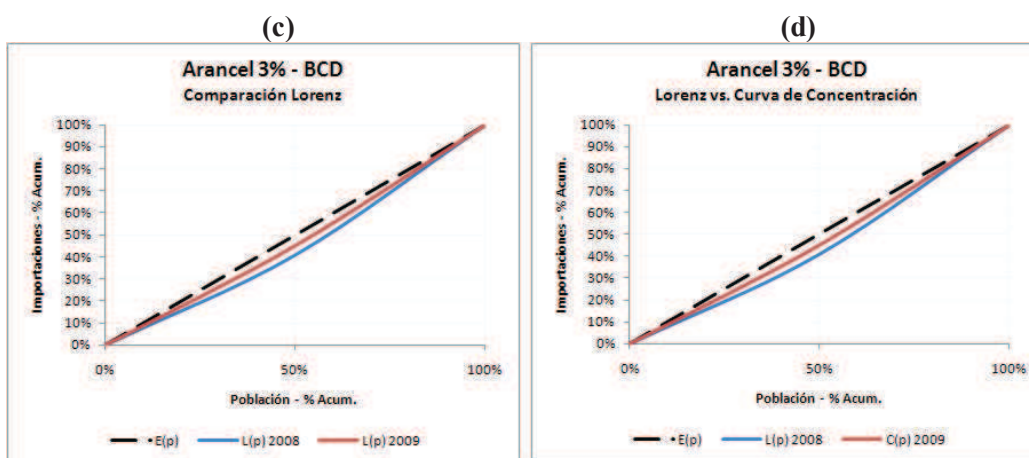 (c)
Arancel 3% - BCD
Comparación Lorenz
Importaciones - % Acum.
100%
90%
80%
70%
60%
50%
40%
30%
20%
10%
0%
0%
50%
100%
Población - % Acum.
E(p)
L(p) 2008
L(p) 2009
(d)
Arancel 3% - BCD
Lorenz vs. Curva de Concentración
Importaciones - % Acum.
100%
90%
80%
70%
60%
50%
40%
30%
20%
10%
0%
0%
50%
100%
Población - % Acum.
E(p)
L(p) 2008
C(p) 2009